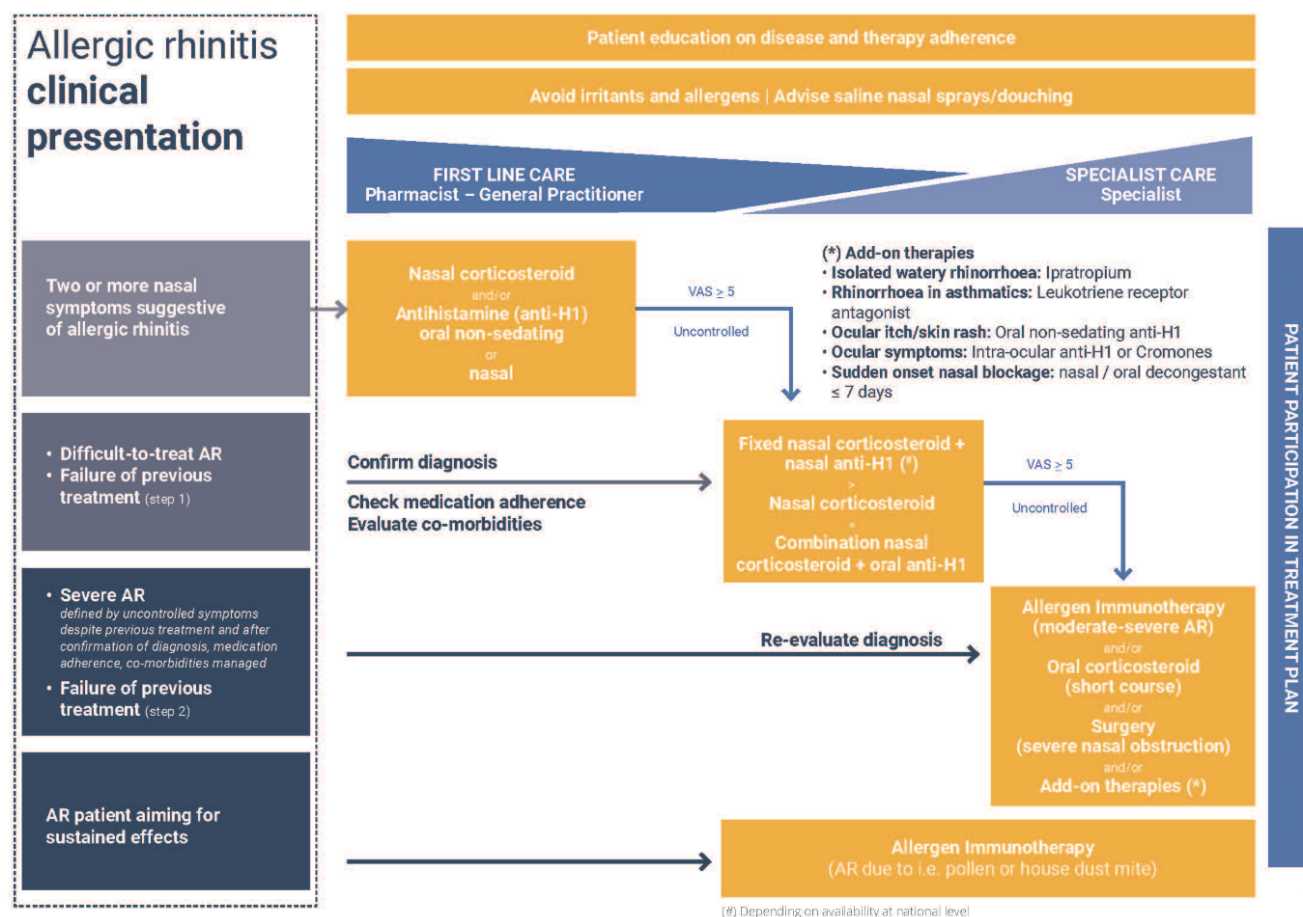 Allergic rhinitis
clinical
presentation
Patient education on disease and therapy adherence
Avoid irritants and allergens | Advise saline nasal sprays/douching
FIRST LINE CARE
Pharmacist – General Practitioner
SPECIALIST CARE
Specialist
Two or more nasal
symptoms suggestive
of allergic rhinitis
Nasal corticosteroid
and/or
Antihistamine (anti-H1)
oral non-sedating
or
nasal
VAS ≥ 5
Uncontrolled
(*) Add-on therapies
• Isolated watery rhinorrhoea: Ipratropium
• Rhinorrhoea in asthmatics: Leukotriene receptor
antagonist
• Ocular itch/skin rash: Oral non-sedating anti-H1
• Ocular symptoms: Intra-ocular anti-H1 or Cromones
• Sudden onset nasal blockage: nasal / oral decongestant
≤ 7 days
• Difficult-to-treat AR
• Failure of previous
treatment (step 1)
Confirm diagnosis
Check medication adherence
Evaluate co-morbidities
Fixed nasal corticosteroid +
nasal anti-H1 (*)
>
Nasal corticosteroid
Combination nasal
corticosteroid + oral anti-H1
VAS ≥ 5
Uncontrolled
• Severe AR
defined by uncontrolled symptoms
despite previous treatment and after
confirmation of diagnosis, medication
adherence, co-morbidities managed
• Failure of previous
treatment (step 2)
Re-evaluate diagnosis
Allergen Immunotherapy
(moderate-severe AR)
and/or
Oral corticosteroid
(short course)
and/or
Surgery
(severe nasal obstruction)
and/or
Add-on therapies (*)
AR patient aiming for
sustained effects
Allergen Immunotherapy
(AR due to i.e. pollen or house dust mite)
(#) Depending on availability at national level
PATIENT PARTICIPATION IN TREATMENT PLAN